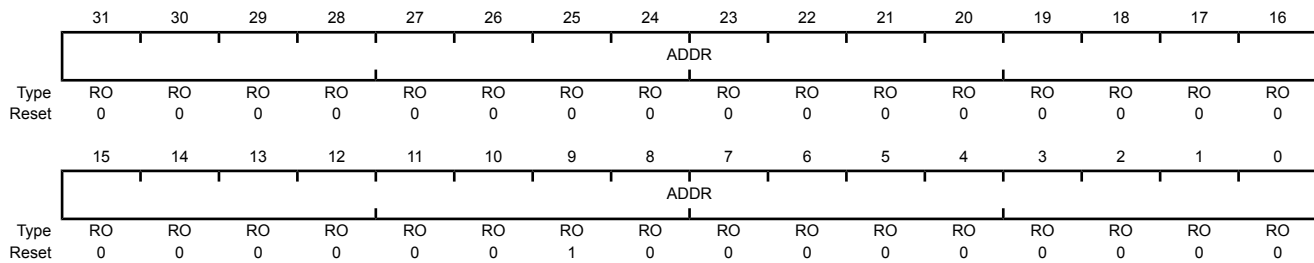 31 30 29 28 27 26 25 24 23 22 21 20 19 18 17 16
ADDR
Type RO RO RO RO RO RO RO RO RO RO RO RO RO RO RO RO
Reset 0 0 0 0 0 0 0 0 0 0 0 0 0 0 0 0
15 14 13 12 11 10 9 8 7 6 5 4 3 2 1 0
ADDR
Type RO RO RO RO RO RO RO RO RO RO RO RO RO RO RO RO
Reset 0 0 0 0 0 0 1 0 0 0 0 0 0 0 0 0